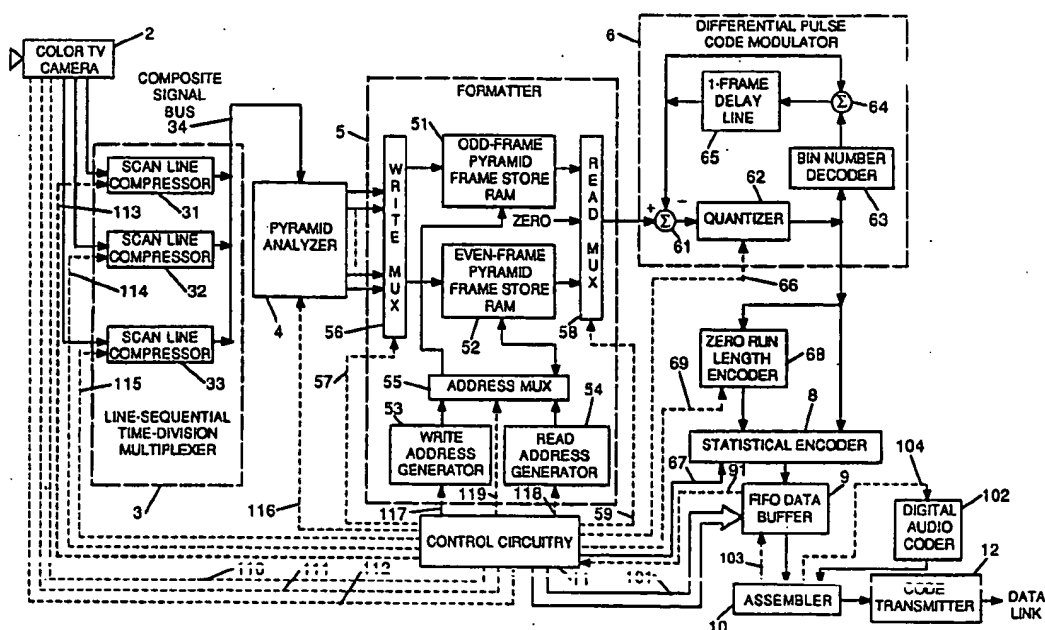 2
COLOR TV
CAMERA
COMPOSITE
SIGNAL
BUS
34
SCAN LINE
COMPRESSOR
31
113
SCAN LINE
COMPRESSOR
32
114
SCAN LINE
COMPRESSOR
33
115
LINE-SEQUENTIAL
TIME-DIVISION
MULTIPLEXER
3
PYRAMID
ANALYZER
4
116
FORMATTER
5
WRITE MUX
56
57
51
ODD-FRAME
PYRAMID
FRAME STORE
RAM
ZERO
EVEN-FRAME
PYRAMID
FRAME STORE
RAM
52
READ MUX
58
55
ADDRESS MUX
53
54
WRITE
ADDRESS
GENERATOR
READ
ADDRESS
GENERATOR
119
118
117
59
DIFFERENTIAL PULSE
CODE MODULATOR
6
1-FRAME
DELAY
LINE
65
Σ
64
BIN NUMBER
DECODER
63
62
+
−
Σ
61
QUANTIZER
66
ZERO RUN
LENGTH
ENCODER
68
69
8
STATISTICAL ENCODER
67
91
9
FIFO DATA
BUFFER
104
102
DIGITAL
AUDIO
CODER
103
CONTROL CIRCUITRY
11
110
111
112
101
ASSEMBLER
10
12
CODE
TRANSMITTER
DATA
LINK